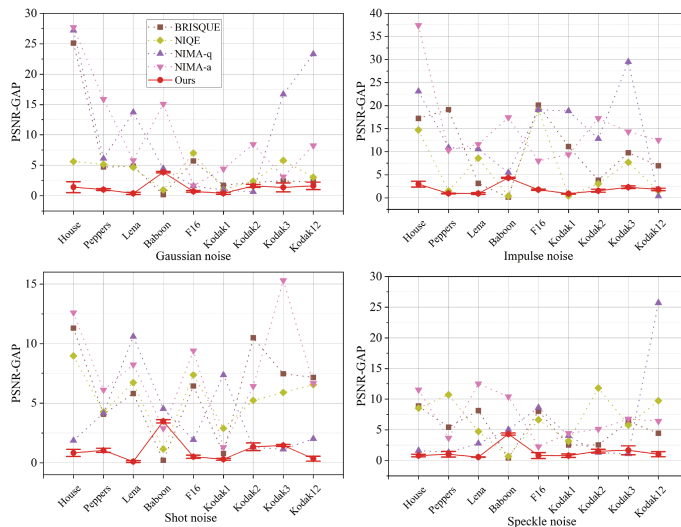 30
25
20
15
10
5
0
PSNR-GAP
BRISQUE
NIQE
NIMA-q
NIMA-a
Ours
House
Peppers
Lena
Baboon
F16
Kodak1
Kodak2
Kodak3
Kodak12
Gaussian noise
40
35
30
25
20
15
10
5
0
PSNR-GAP
House
Peppers
Lena
Baboon
F16
Kodak1
Kodak2
Kodak3
Kodak12
Impulse noise
15
10
5
0
PSNR-GAP
House
Peppers
Lena
Baboon
F16
Kodak1
Kodak2
Kodak3
Kodak12
Shot noise
30
25
20
15
10
5
0
PSNR-GAP
House
Peppers
Lena
Baboon
F16
Kodak1
Kodak2
Kodak3
Kodak12
Speckle noise